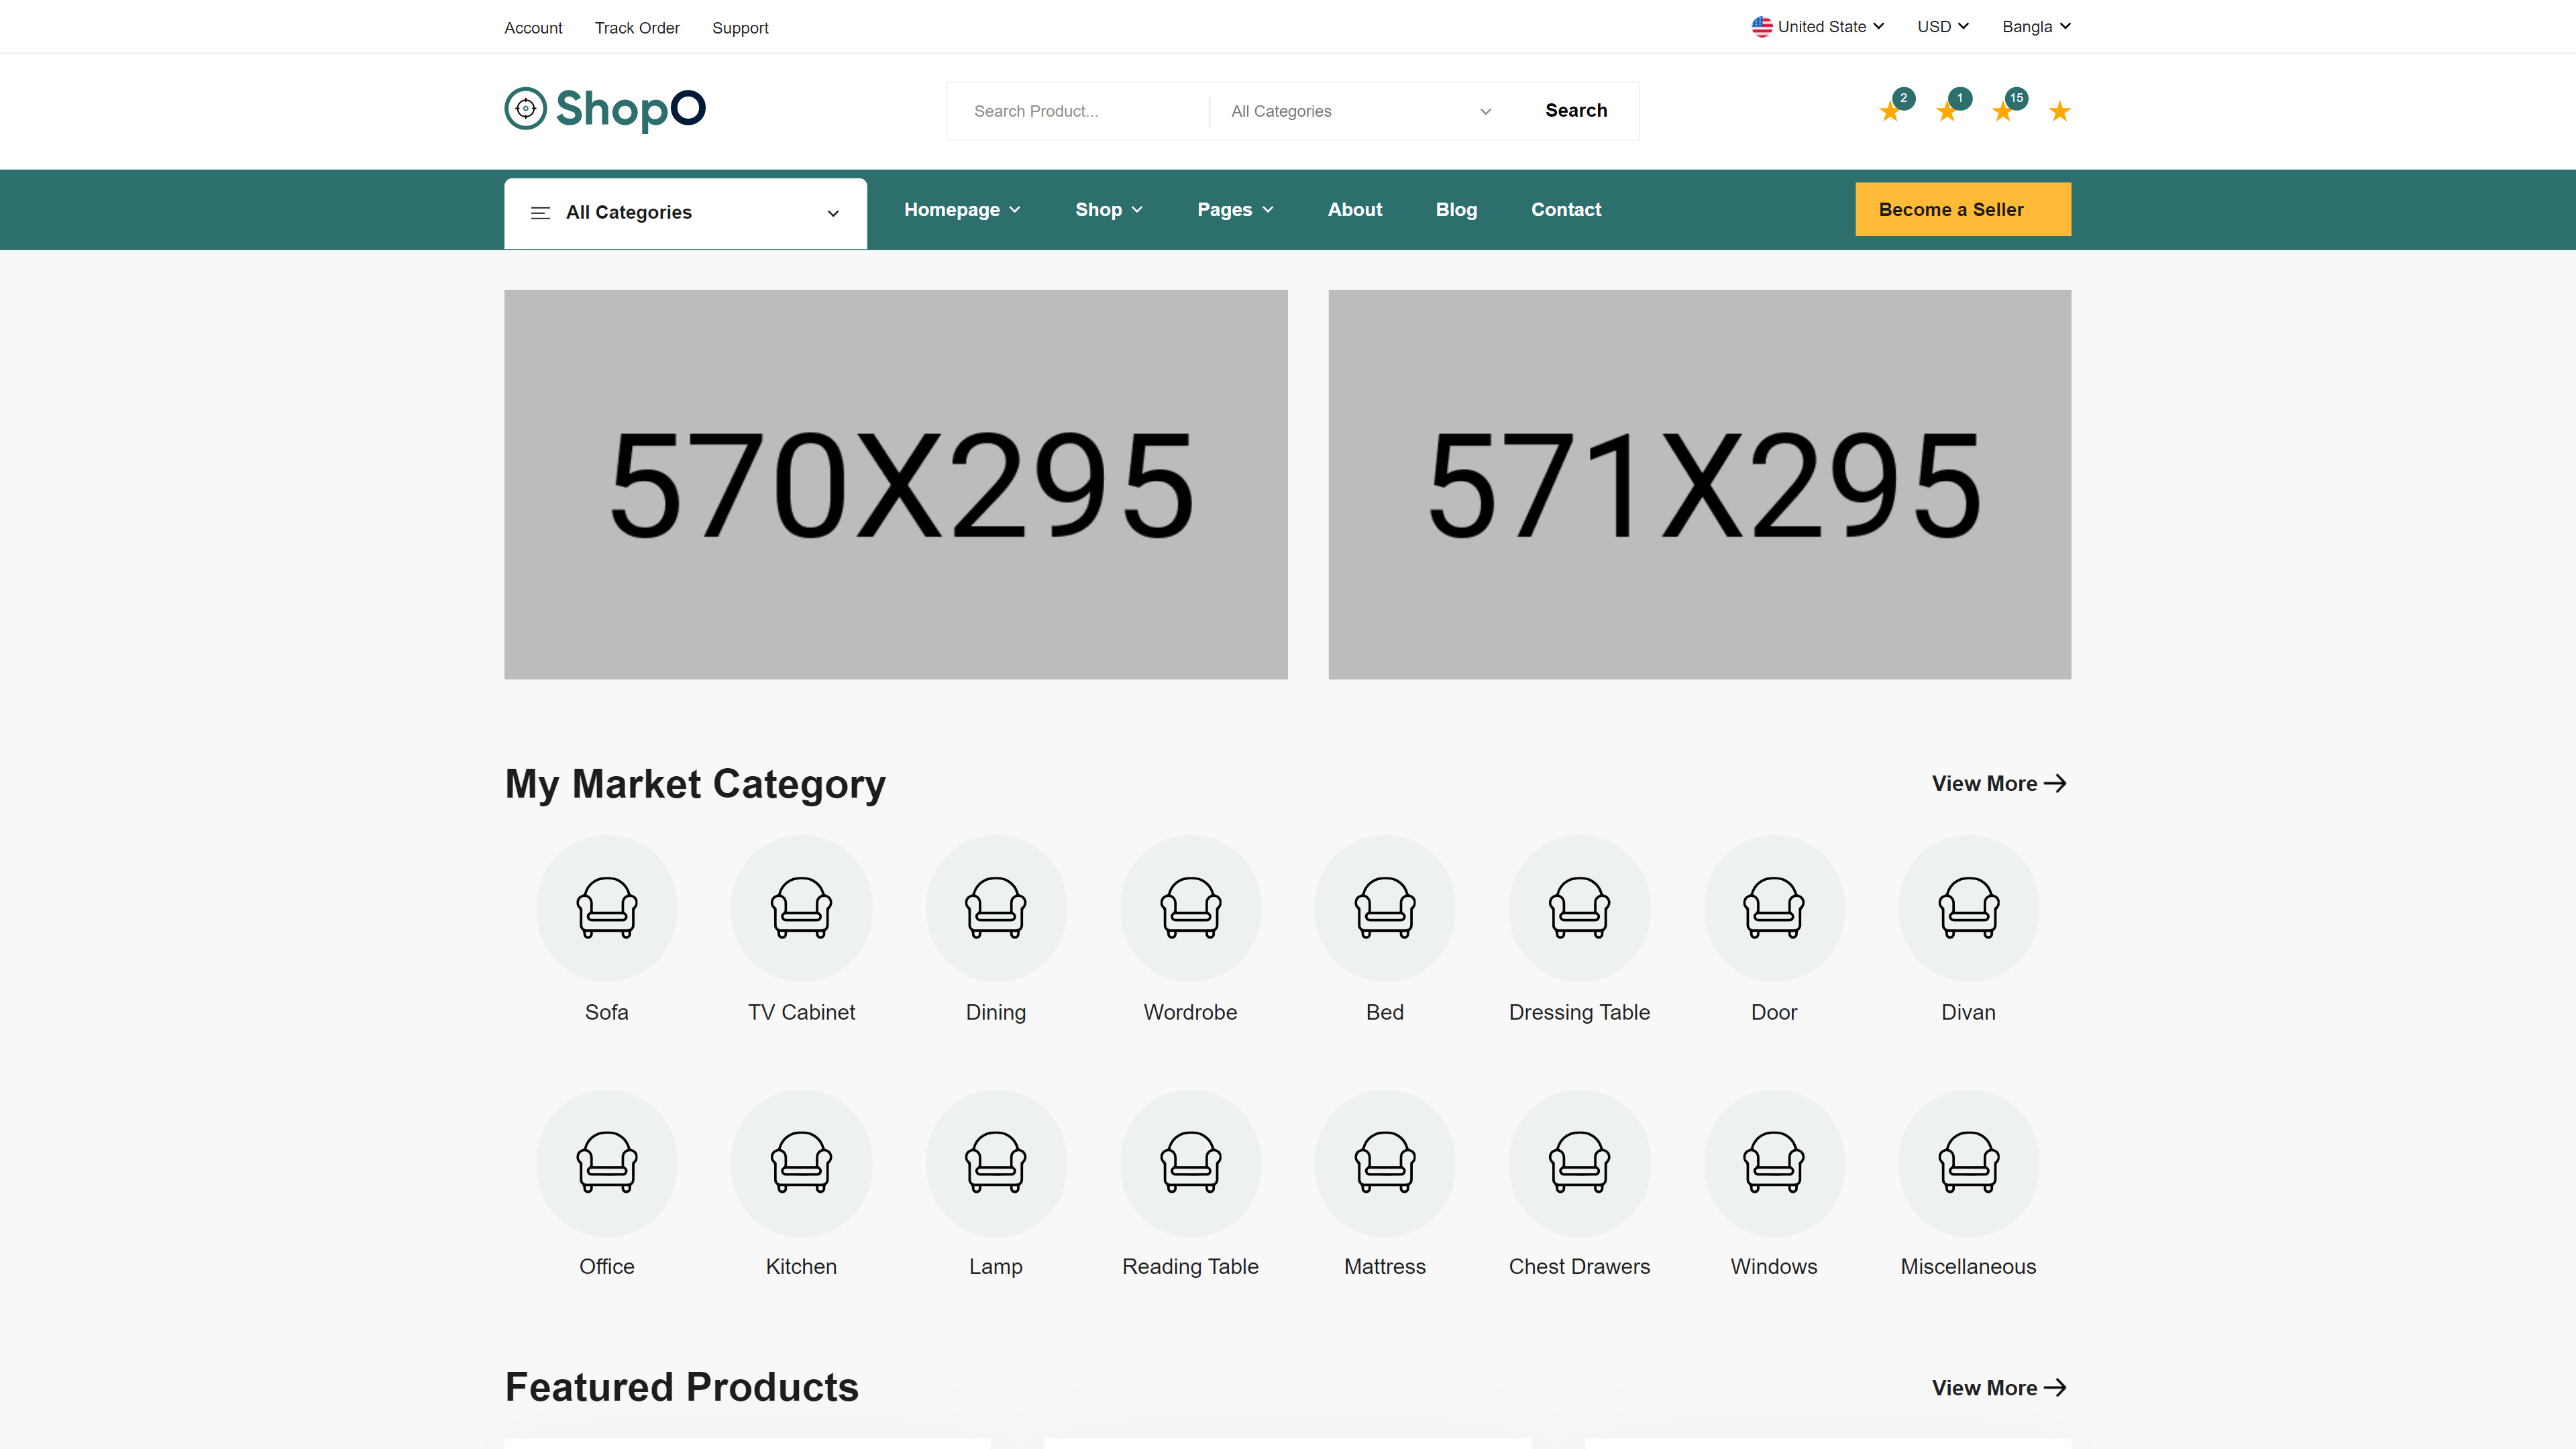 Account Track Order Support
United State USD Bangla
ShopO
Search Product... All Categories Search
2 1 15
All Categories Homepage Shop Pages About Blog Contact Become a Seller
570X295 571X295
My Market Category View More
Sofa TV Cabinet Dining Wordrobe Bed Dressing Table Door Divan
Office Kitchen Lamp Reading Table Mattress Chest Drawers Windows Miscellaneous
Featured Products View More